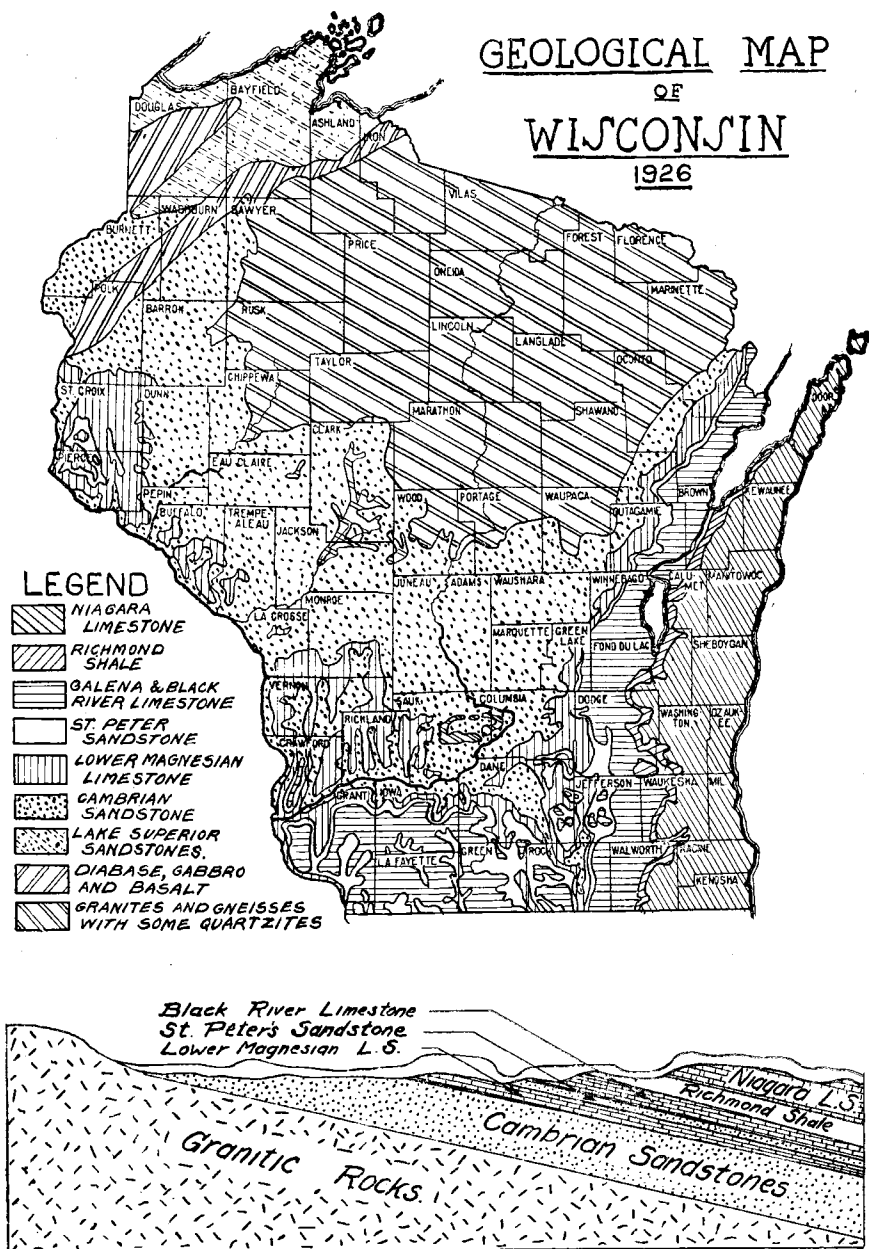 GEOLOGICAL MAP
OF
WISCONSIN
1926
DOUGLAS
BAYFIELD
ASHLAND
IRON
VILAS
WASHBURN
SAWYER
BURNETT
PRICE
FOREST
FLORENCE
ONEIDA
MARINETTE
POLK
BARRON
RUSK
LINCOLN
LANGLADE
TAYLOR
OCONTO
CHIPPEWA
ST. CROIX
DUNN
DOOR
MARATHON
SHAWANO
CLARK
PIERCE
EAU CLAIRE
PEPIN
WOOD
PORTAGE
WAUPACA
BROWN
KEWAUNEE
BUFFALO
TREMPE-
ALEAU
OUTAGAMIE
JACKSON
JUNEAU
ADAMS
WAUSHARA
WINNEBAGO
CALU-
MET
MANITOWOC
MONROE
LA CROSSE
MARQUETTE
GREEN
LAKE
FOND DU LAC
SHEBOYGAN
VERNON
SAUK
COLUMBIA
DODGE
RICHLAND
WASHING-
TON
OZAUK-
EE
CRAWFORD
DANE
JEFFERSON
WAUKESHA
MIL
GRANT
IOWA
LA FAYETTE
GREEN
ROCK
WALWORTH
RACINE
KENOSHA
LEGEND
NIAGARA
LIMESTONE
RICHMOND
SHALE
GALENA & BLACK
RIVER LIMESTONE
ST. PETER
SANDSTONE
LOWER MAGNESIAN
LIMESTONE
CAMBRIAN
SANDSTONE
LAKE SUPERIOR
SANDSTONES.
DIABASE, GABBRO
AND BASALT
GRANITES AND GNEISSES
WITH SOME QUARTZITES
Black River Limestone
St. Peter's Sandstone
Lower Magnesian L.S.
Niagara L.S.
Richmond Shale
Cambrian Sandstones
Granitic
Rocks.